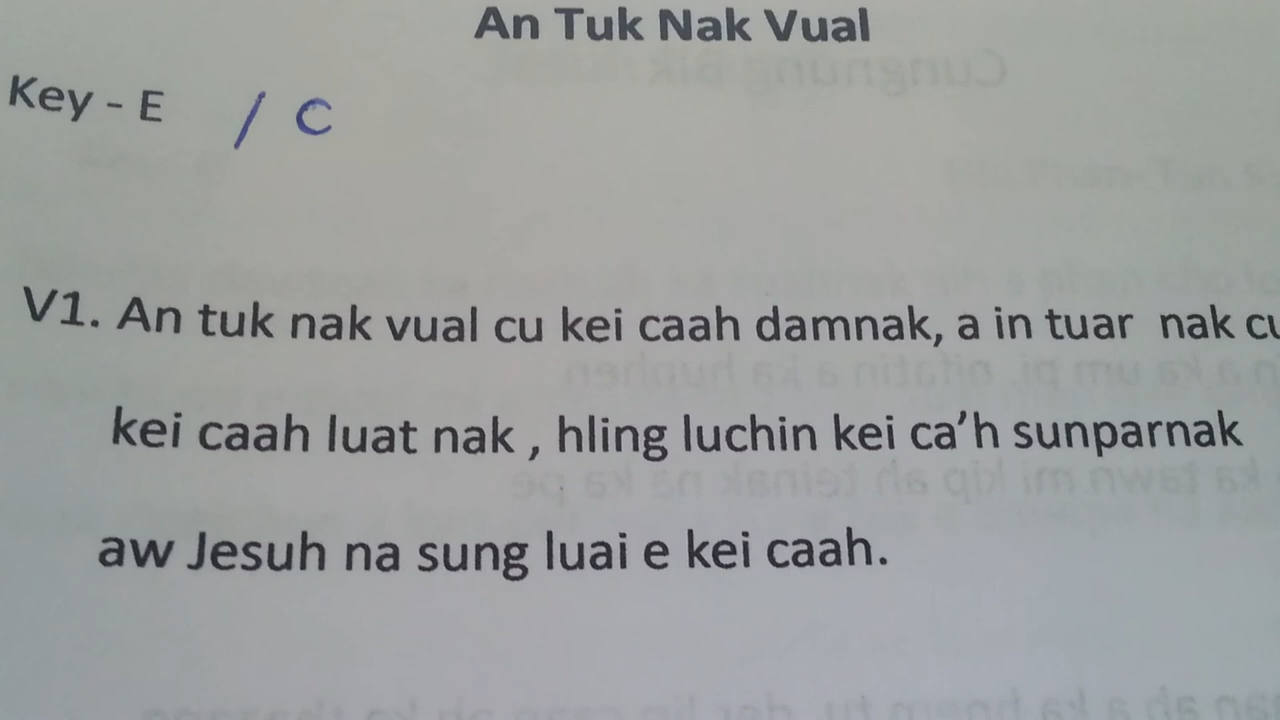 An Tuk Nak Vual
Key - E / C
V1. An tuk nak vual cu kei caah damnak, a in tuar nak cu
kei caah luat nak , hling luchin kei ca’h sunparnak
aw Jesuh na sung luai e kei caah.